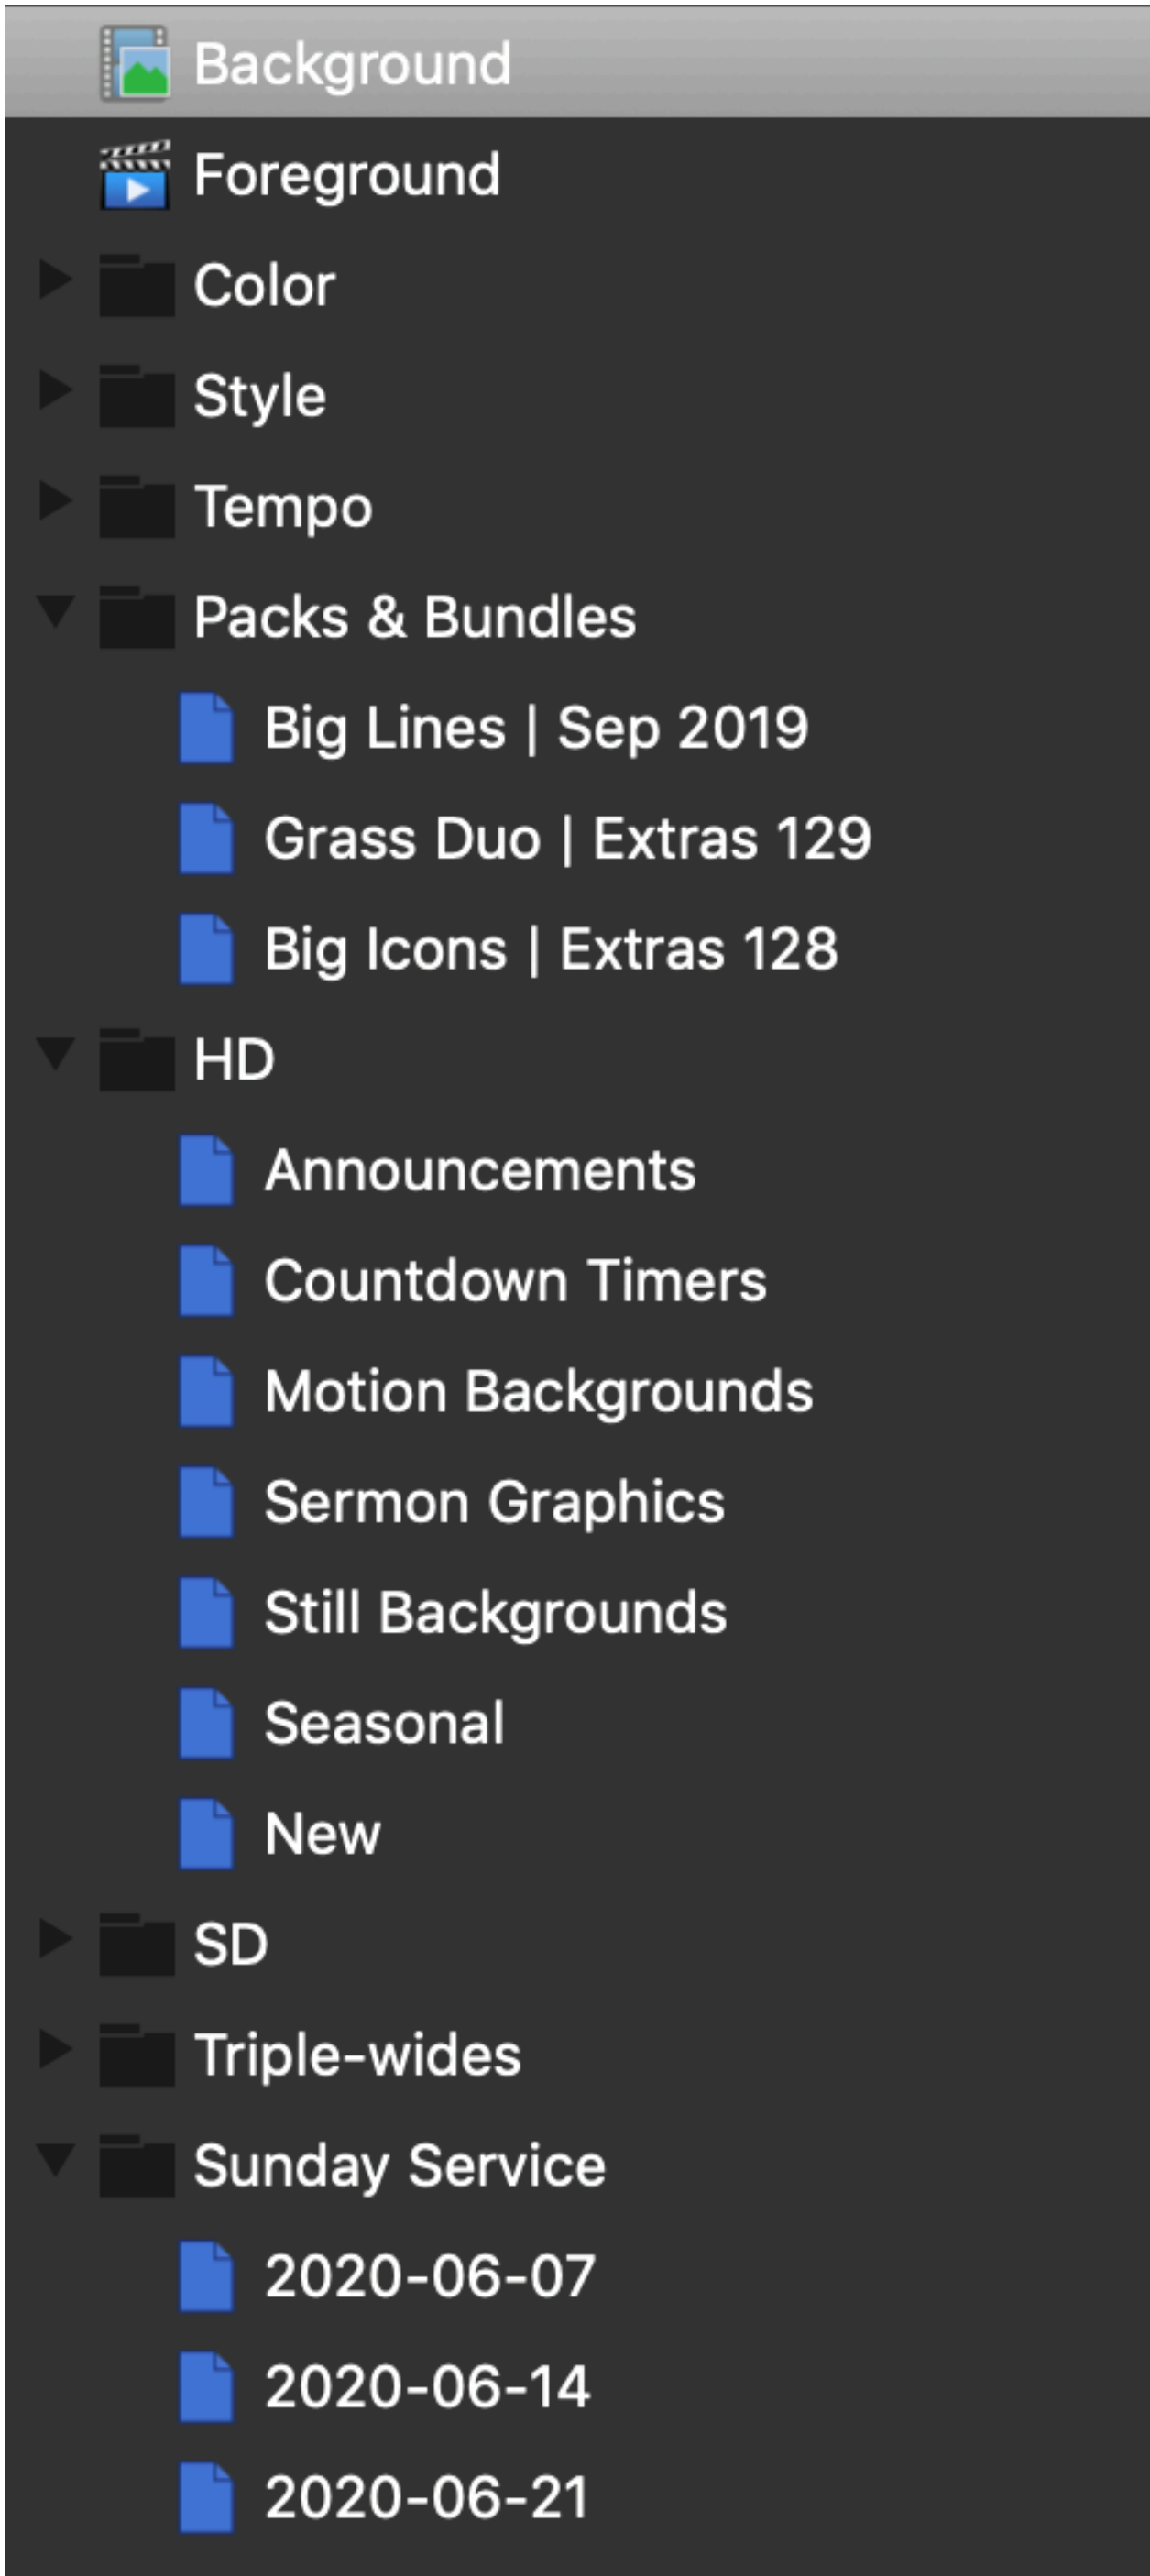 Background
Foreground
Color
Style
Tempo
Packs & Bundles
Big Lines | Sep 2019
Grass Duo | Extras 129
Big Icons | Extras 128
HD
Announcements
Countdown Timers
Motion Backgrounds
Sermon Graphics
Still Backgrounds
Seasonal
New
SD
Triple-wides
Sunday Service
2020-06-07
2020-06-14
2020-06-21